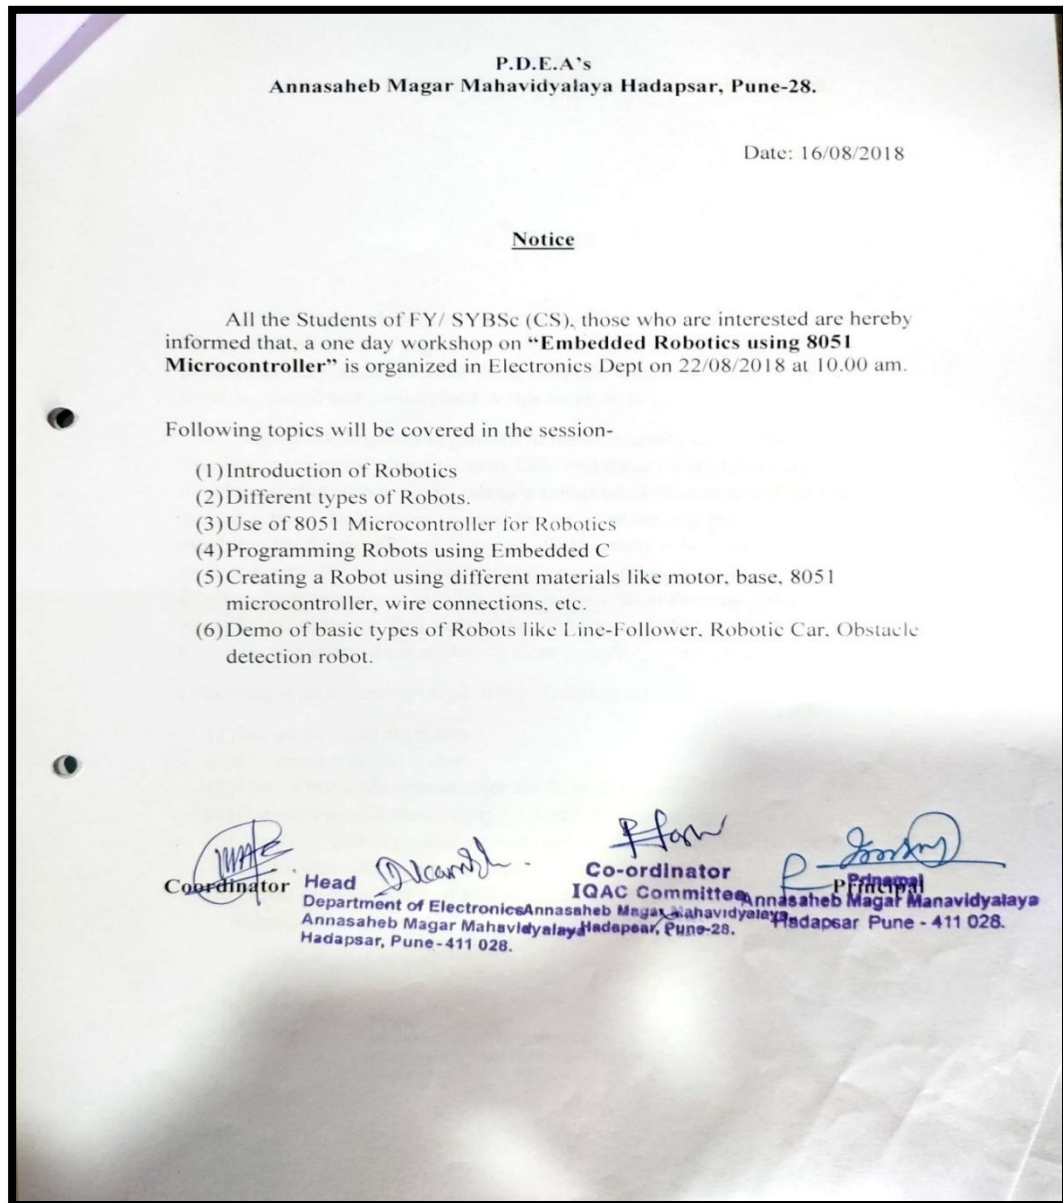 P.D.E.A's
Annasaheb Magar Mahavidyalaya Hadapsar, Pune-28.
Date: 16/08/2018
Notice
All the Students of FY/ SYBSc (CS), those who are interested are hereby
informed that, a one day workshop on “Embedded Robotics using 8051
Microcontroller” is organized in Electronics Dept on 22/08/2018 at 10.00 am.
Following topics will be covered in the session-
(1)Introduction of Robotics
(2)Different types of Robots.
(3)Use of 8051 Microcontroller for Robotics
(4)Programming Robots using Embedded C
(5)Creating a Robot using different materials like motor, base, 8051
microcontroller, wire connections, etc.
(6)Demo of basic types of Robots like Line-Follower, Robotic Car, Obstacle
detection robot.
Coordinator
Head
Department of Electronics
Annasaheb Magar Mahavidyalaya
Hadapsar, Pune-411 028.
Co-ordinator
IQAC Committee
Annasaheb Magar Mahavidyalaya
Hadapsar, Pune-28.
Principal
Principal
Annasaheb Magar Manavidyalaya
Hadapsar Pune - 411 028.